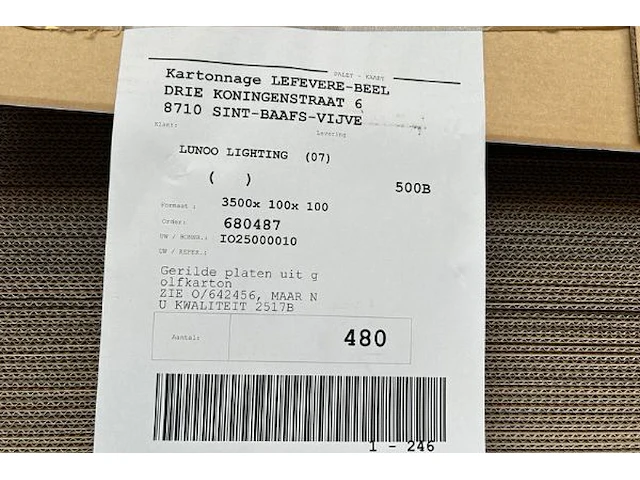 PALET - KAART
Kartonnage LEFEVERE-BEEL
DRIE KONINGENSTRAAT 6
8710 SINT-BAAFS-VIJVE
Klant:
Levering
LUNOO LIGHTING (07)
( )
500B
Formaat : 3500x 100x 100
Order: 680487
UW / BONNR.: IO25000010
UW / REFER.:
Gerilde platen uit g
olfkarton
ZIE O/642456, MAAR N
U KWALITEIT 2517B
Aantal: 480
1 - 246